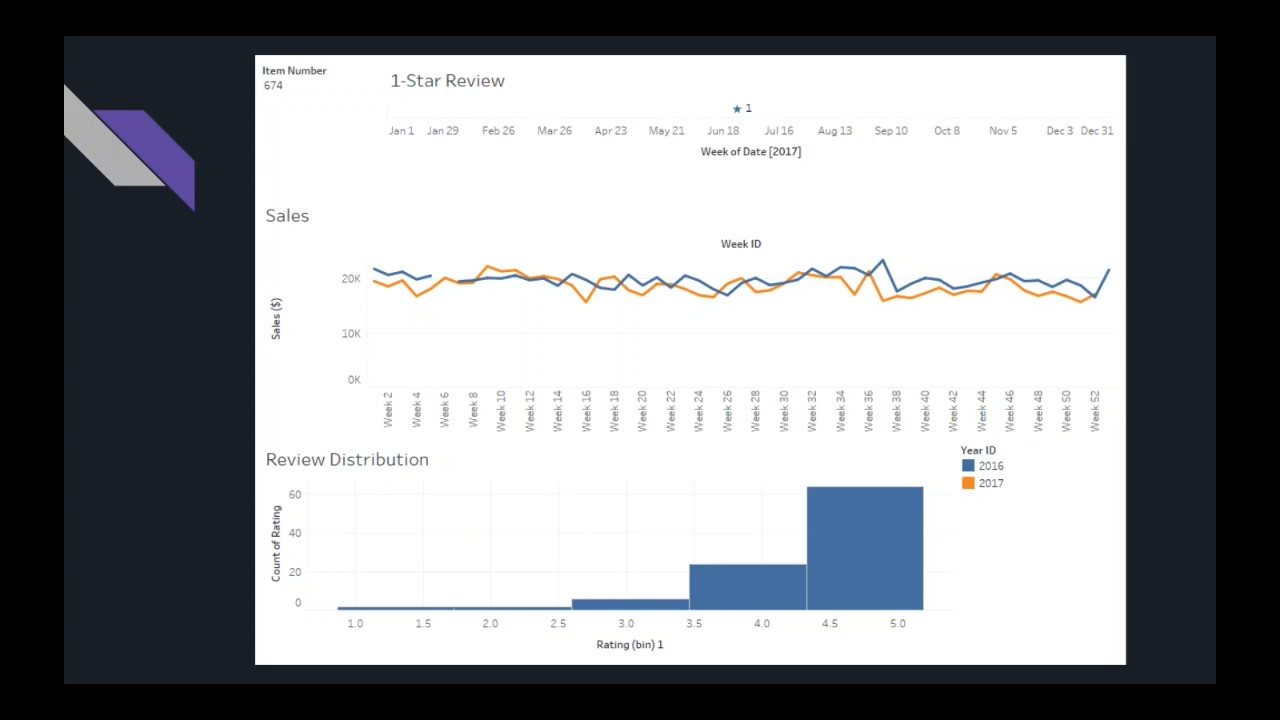 Item Number
674
1-Star Review
★ 1
Jan 1 Jan 29 Feb 26 Mar 26 Apr 23 May 21 Jun 18 Jul 16 Aug 13 Sep 10 Oct 8 Nov 5 Dec 3 Dec 31
Week of Date [2017]
Sales
Week ID
Sales ($)
20K
10K
0K
Week 2 Week 4 Week 6 Week 8 Week 10 Week 12 Week 14 Week 16 Week 18 Week 20 Week 22 Week 24 Week 26 Week 28 Week 30 Week 32 Week 34 Week 36 Week 38 Week 40 Week 42 Week 44 Week 46 Week 48 Week 50 Week 52
Year ID
2016
2017
Review Distribution
Count of Rating
60
40
20
0
1.0 1.5 2.0 2.5 3.0 3.5 4.0 4.5 5.0
Rating (bin) 1